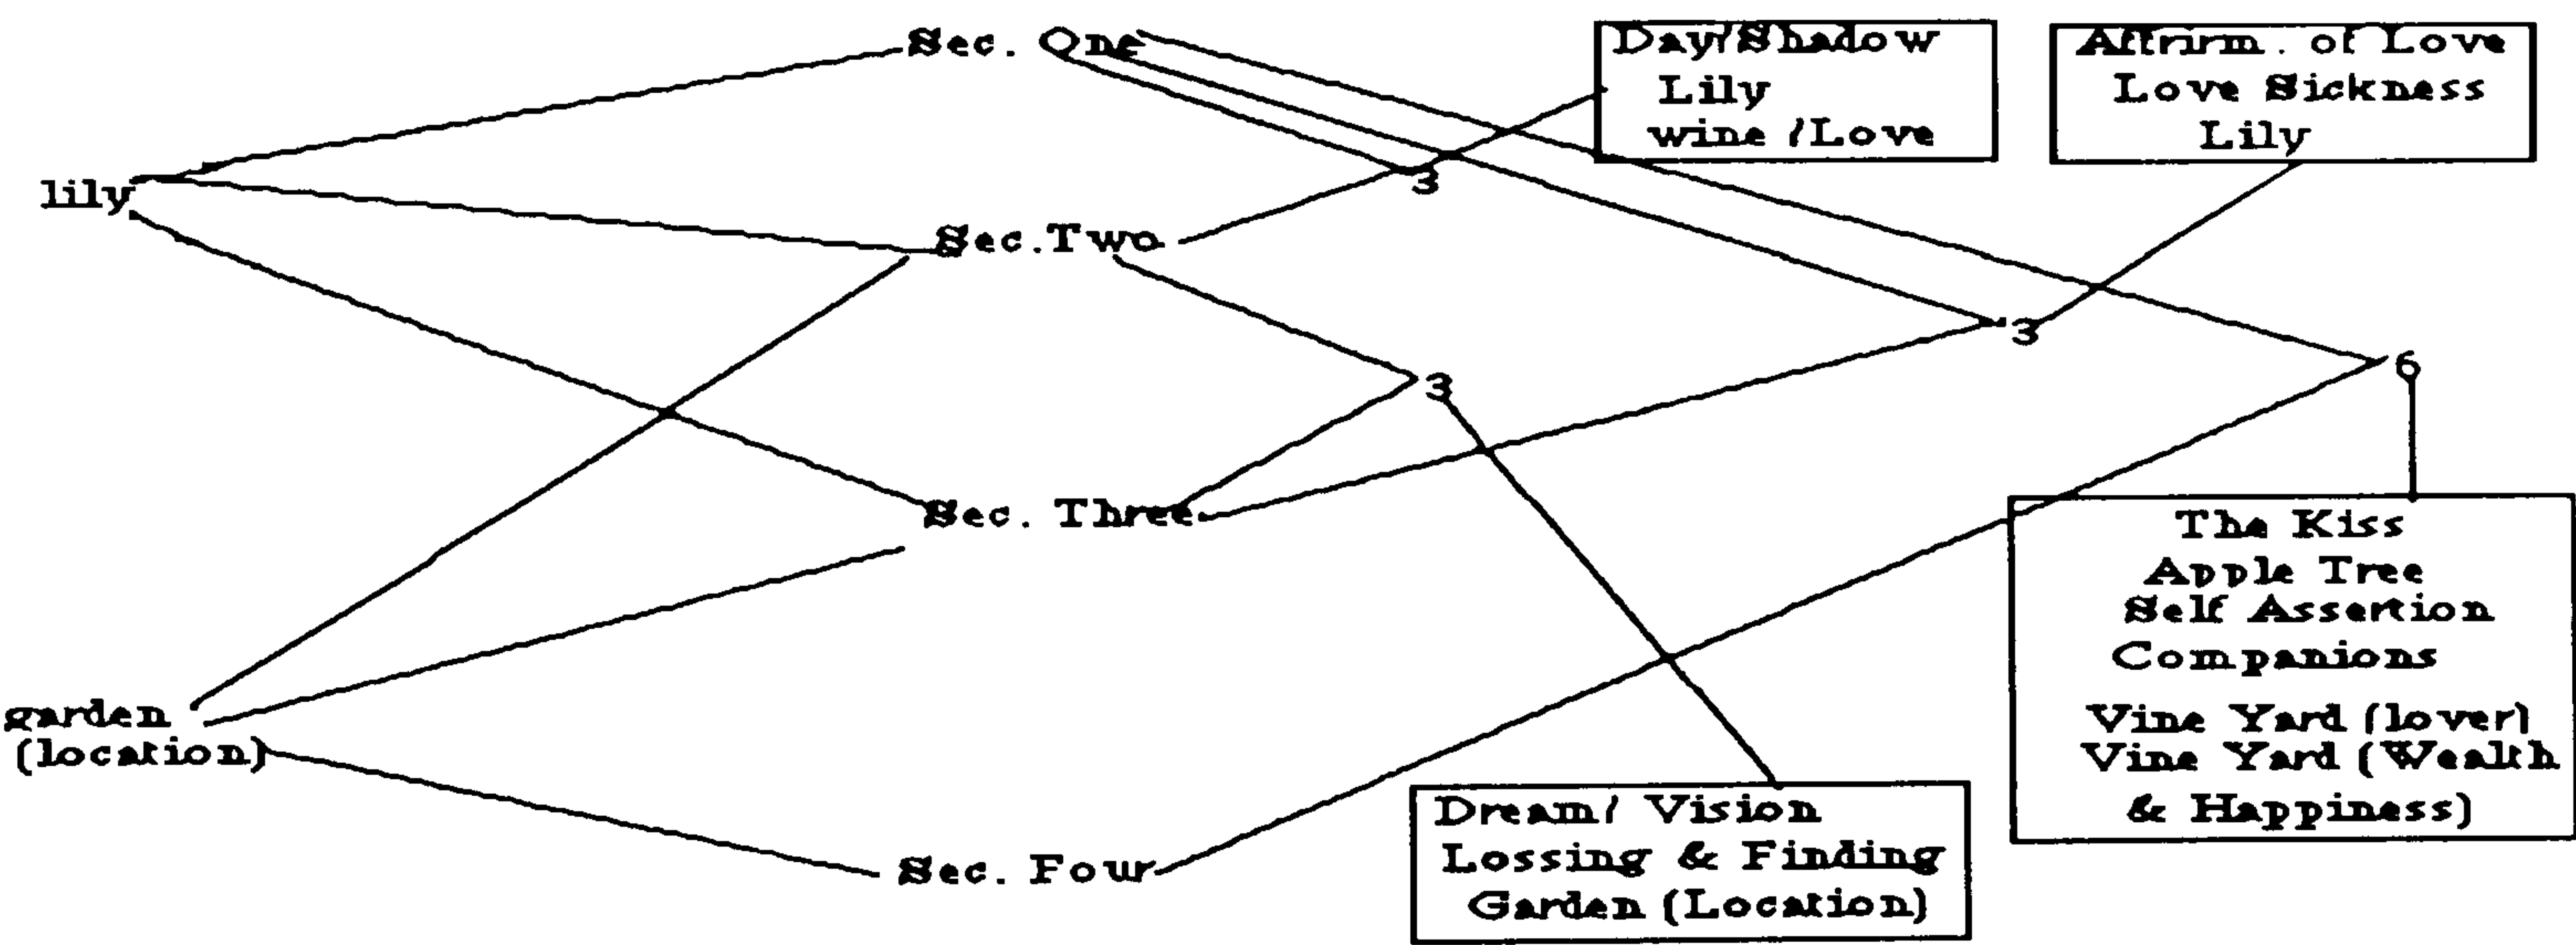 Sec. One
Day/Shadow
Lily
wine /Love
Affrirm. of Love
Love Sickness
Lily
lily
3
Sec.Two
3
6
3
Sec. Three
The Kiss
Apple Tree
Self Assertion
Companions
Vine Yard (lover)
Vine Yard (Wealth
& Happiness)
garden
(location)
Sec. Four
Dream/ Vision
Lossing & Finding
Garden (Location)